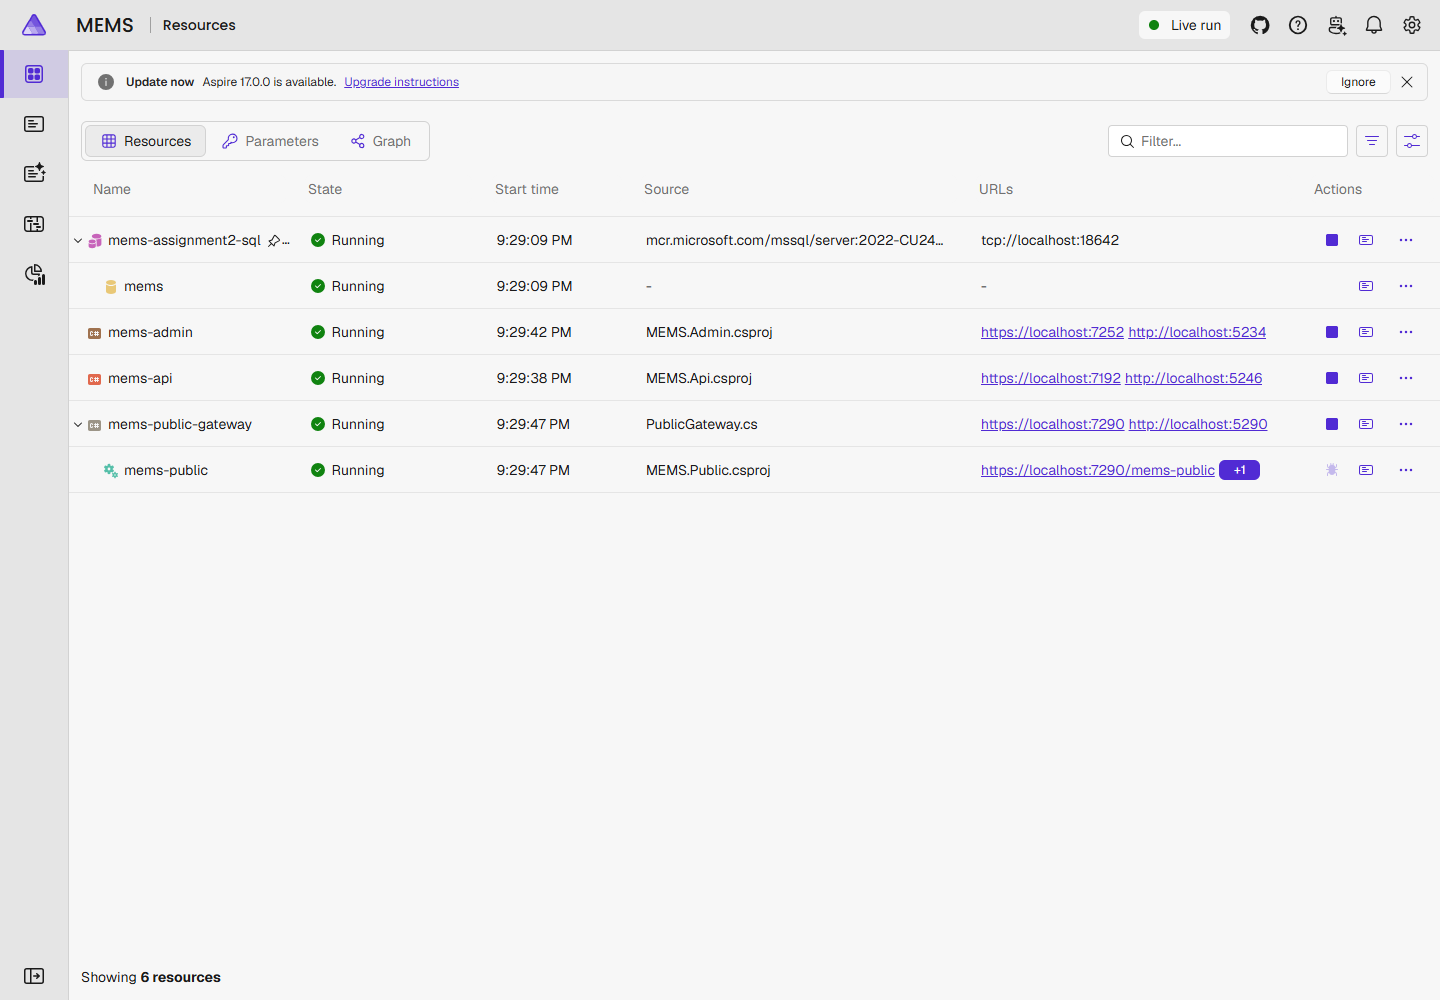 MEMS | Resources Live run
Update now Aspire 17.0.0 is available. Upgrade instructions Ignore
Resources Parameters Graph Filter...
Name State Start time Source URLs Actions
mems-assignment2-sql ... Running 9:29:09 PM mcr.microsoft.com/mssql/server:2022-CU24... tcp://localhost:18642
mems Running 9:29:09 PM - -
C# mems-admin Running 9:29:42 PM MEMS.Admin.csproj https://localhost:7252 http://localhost:5234
C# mems-api Running 9:29:38 PM MEMS.Api.csproj https://localhost:7192 http://localhost:5246
C# mems-public-gateway Running 9:29:47 PM PublicGateway.cs https://localhost:7290 http://localhost:5290
mems-public Running 9:29:47 PM MEMS.Public.csproj https://localhost:7290/mems-public +1
Showing 6 resources